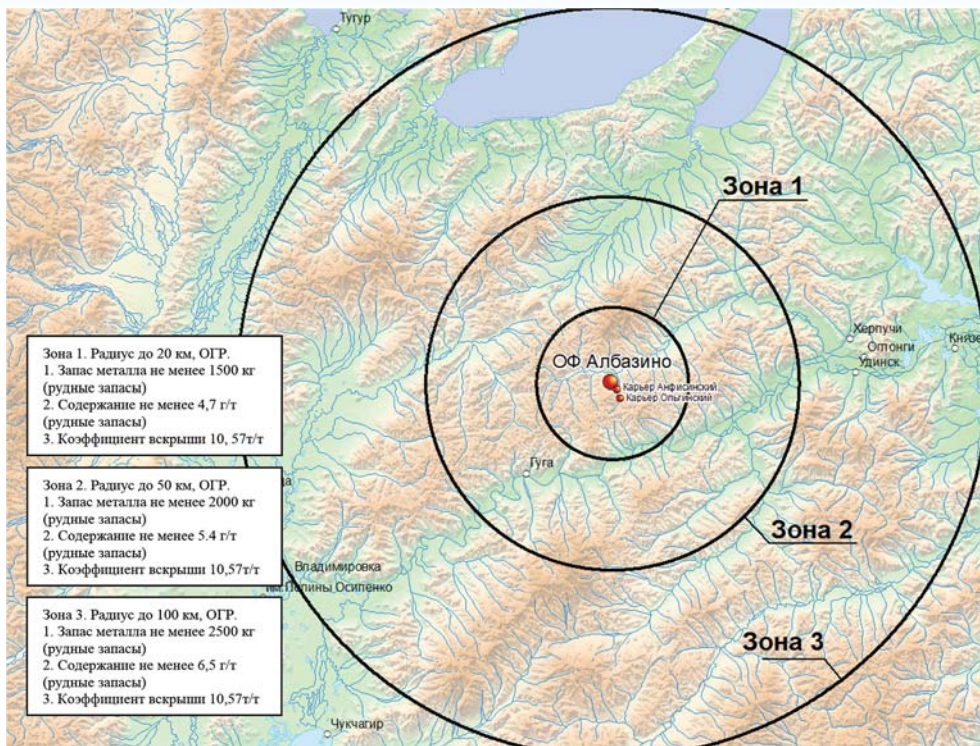 Тугур
Зона 1
Херпучи
Оглонги
Удинск
Князе
ОФ Албазино
Карьер Анфисинский
Карьер Ольгинский
Зона 1. Радиус до 20 км, ОГР.
1. Запас металла не менее 1500 кг
(рудные запасы)
2. Содержание не менее 4,7 г/т
(рудные запасы)
3. Коэффициент вскрыши 10, 57т/т
Гуга
да
Зона 2. Радиус до 50 км, ОГР.
1. Запас металла не менее 2000 кг
(рудные запасы)
2. Содержание не менее 5.4 г/т
(рудные запасы)
3. Коэффициент вскрыши 10,57т/т
Зона 2
Владимировка
им.Полины Осипенко
Зона 3. Радиус до 100 км, ОГР.
1. Запас металла не менее 2500 кг
(рудные запасы)
2. Содержание не менее 6,5 г/т
(рудные запасы)
3. Коэффициент вскрыши 10,57т/т
Зона 3
Чукчагир